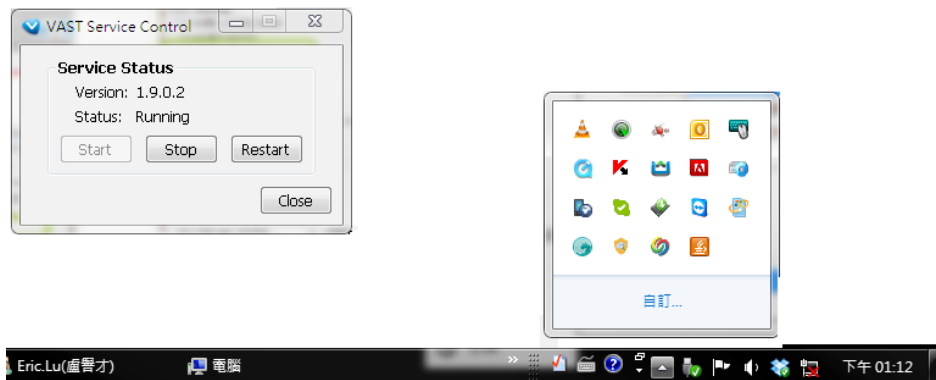 VAST Service Control
Service Status
Version: 1.9.0.2
Status: Running
Start Stop Restart
Close
自訂...
Eric.Lu(盧譽才) 電腦 下午 01:12